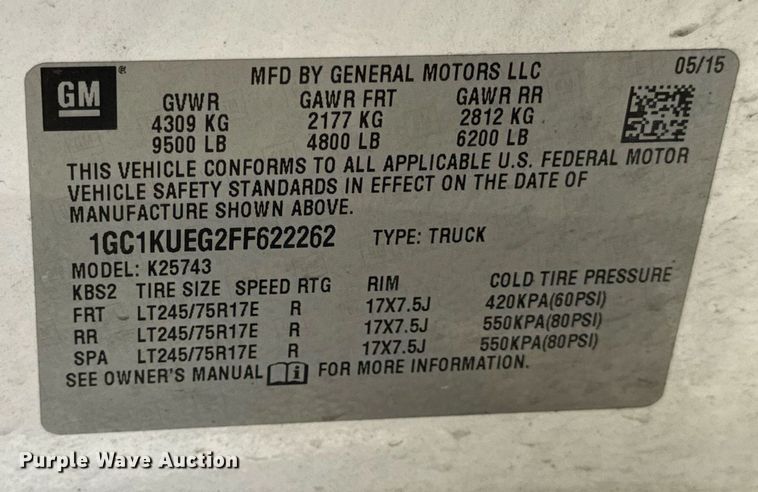 GM ® MFD BY GENERAL MOTORS LLC 05/15
GVWR GAWR FRT GAWR RR
4309 KG 2177 KG 2812 KG
9500 LB 4800 LB 6200 LB
THIS VEHICLE CONFORMS TO ALL APPLICABLE U.S. FEDERAL MOTOR
VEHICLE SAFETY STANDARDS IN EFFECT ON THE DATE OF
MANUFACTURE SHOWN ABOVE.
1GC1KUEG2FF622262 TYPE: TRUCK
MODEL: K25743
KBS2 TIRE SIZE SPEED RTG RIM COLD TIRE PRESSURE
FRT LT245/75R17E R 17X7.5J 420KPA(60PSI)
RR LT245/75R17E R 17X7.5J 550KPA(80PSI)
SPA LT245/75R17E R 17X7.5J 550KPA(80PSI)
SEE OWNER'S MANUAL i FOR MORE INFORMATION.
Purple Wave Auction